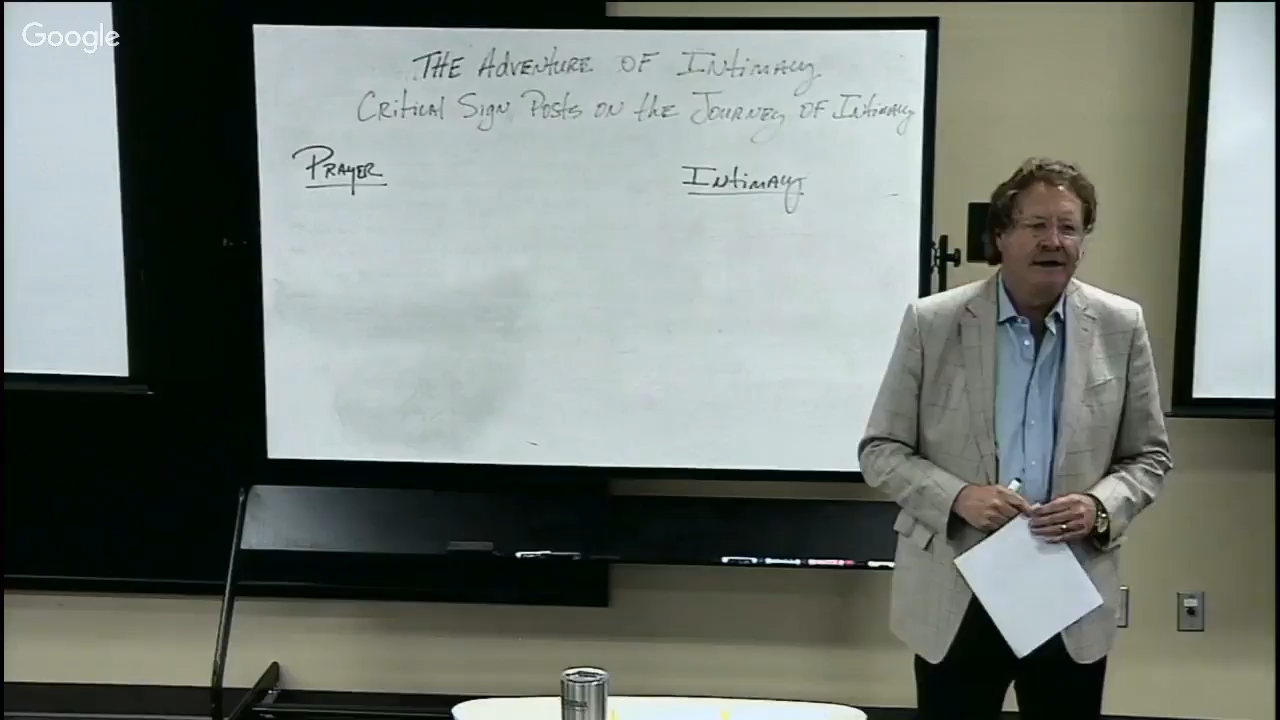 Google
THE ADVENTURE OF INTIMACY
CRITICAL SIGN POSTS ON the JOURNEY OF INTIMACY
PRAYER
INTIMACY